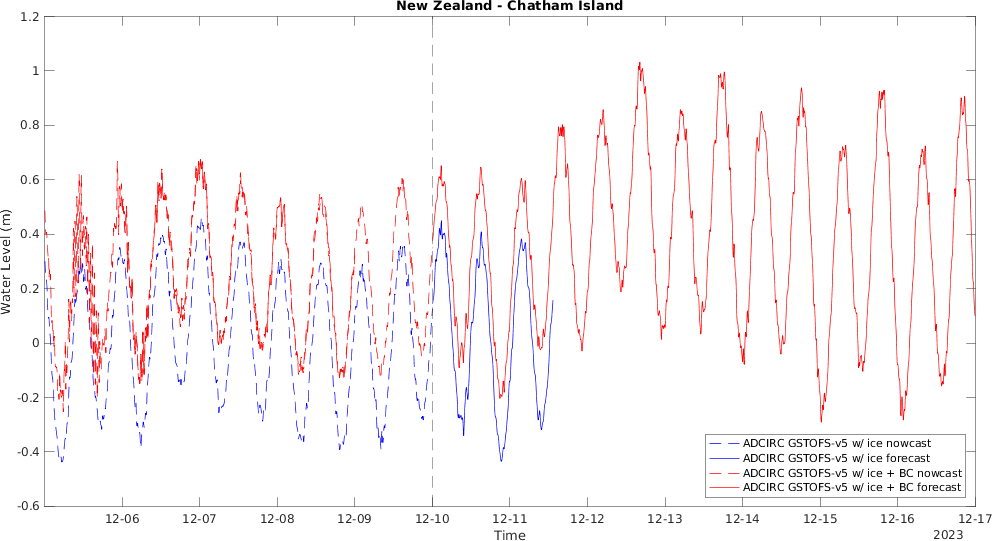 New Zealand - Chatham Island
Water Level (m)
1.2
1
0.8
0.6
0.4
0.2
0
-0.2
-0.4
-0.6
ADCIRC GSTOFS-v5 w/ ice nowcast
ADCIRC GSTOFS-v5 w/ ice forecast
ADCIRC GSTOFS-v5 w/ ice + BC nowcast
ADCIRC GSTOFS-v5 w/ ice + BC forecast
12-06 12-07 12-08 12-09 12-10 12-11 12-12 12-13 12-14 12-15 12-16 12-17
Time
2023